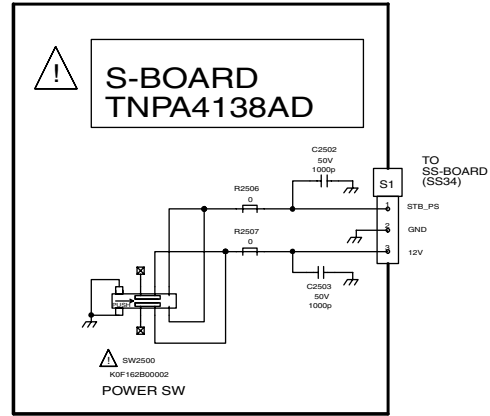 !
S-BOARD
TNPA4138AD
C2502
50V
1000p
TO
SS-BOARD
(SS34)
S1
R2506
0
1
STB_PS
2
GND
R2507
0
3
12V
C2503
50V
1000p
PUSH
!
SW2500
K0F162B00002
POWER SW